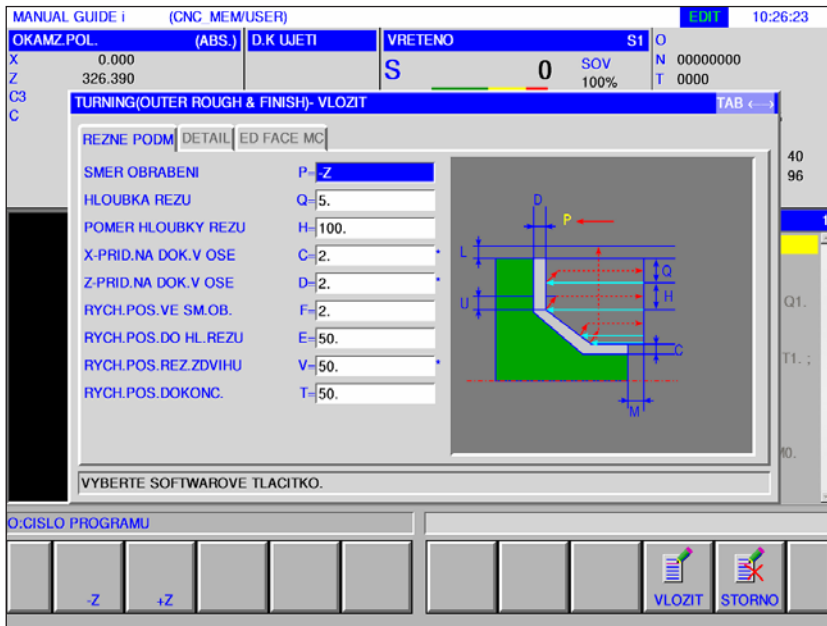 MANUAL GUIDE i (CNC_MEM/USER) EDIT 10:26:23
OKAMZ.POL. (ABS.) D.K UJETI VRETENO S1 O
X 0.000
Z 326.390
C3
C
S 0 SOV 100%
N 00000000
T 0000
TURNING(OUTER ROUGH & FINISH)- VLOZIT TAB ←→
REZNE PODM DETAIL ED FACE MC
SMER OBRABENI P= -Z
HLOUBKA REZU Q= 5.
POMER HLOUBKY REZU H= 100.
X-PRID.NA DOK.V OSE C= 2. *
Z-PRID.NA DOK.V OSE D= 2. *
RYCH.POS.VE SM.OB. F= 2.
RYCH.POS.DO HL.REZU E= 50.
RYCH.POS.REZ.ZDVIHU V= 50. *
RYCH.POS.DOKONC. T= 50.
D
P
L
Q
U
H
C
M
40
96
1
Q1.
T1. ;
M0.
VYBERTE SOFTWAROVE TLACITKO.
O:CISLO PROGRAMU
-Z +Z VLOZIT STORNO